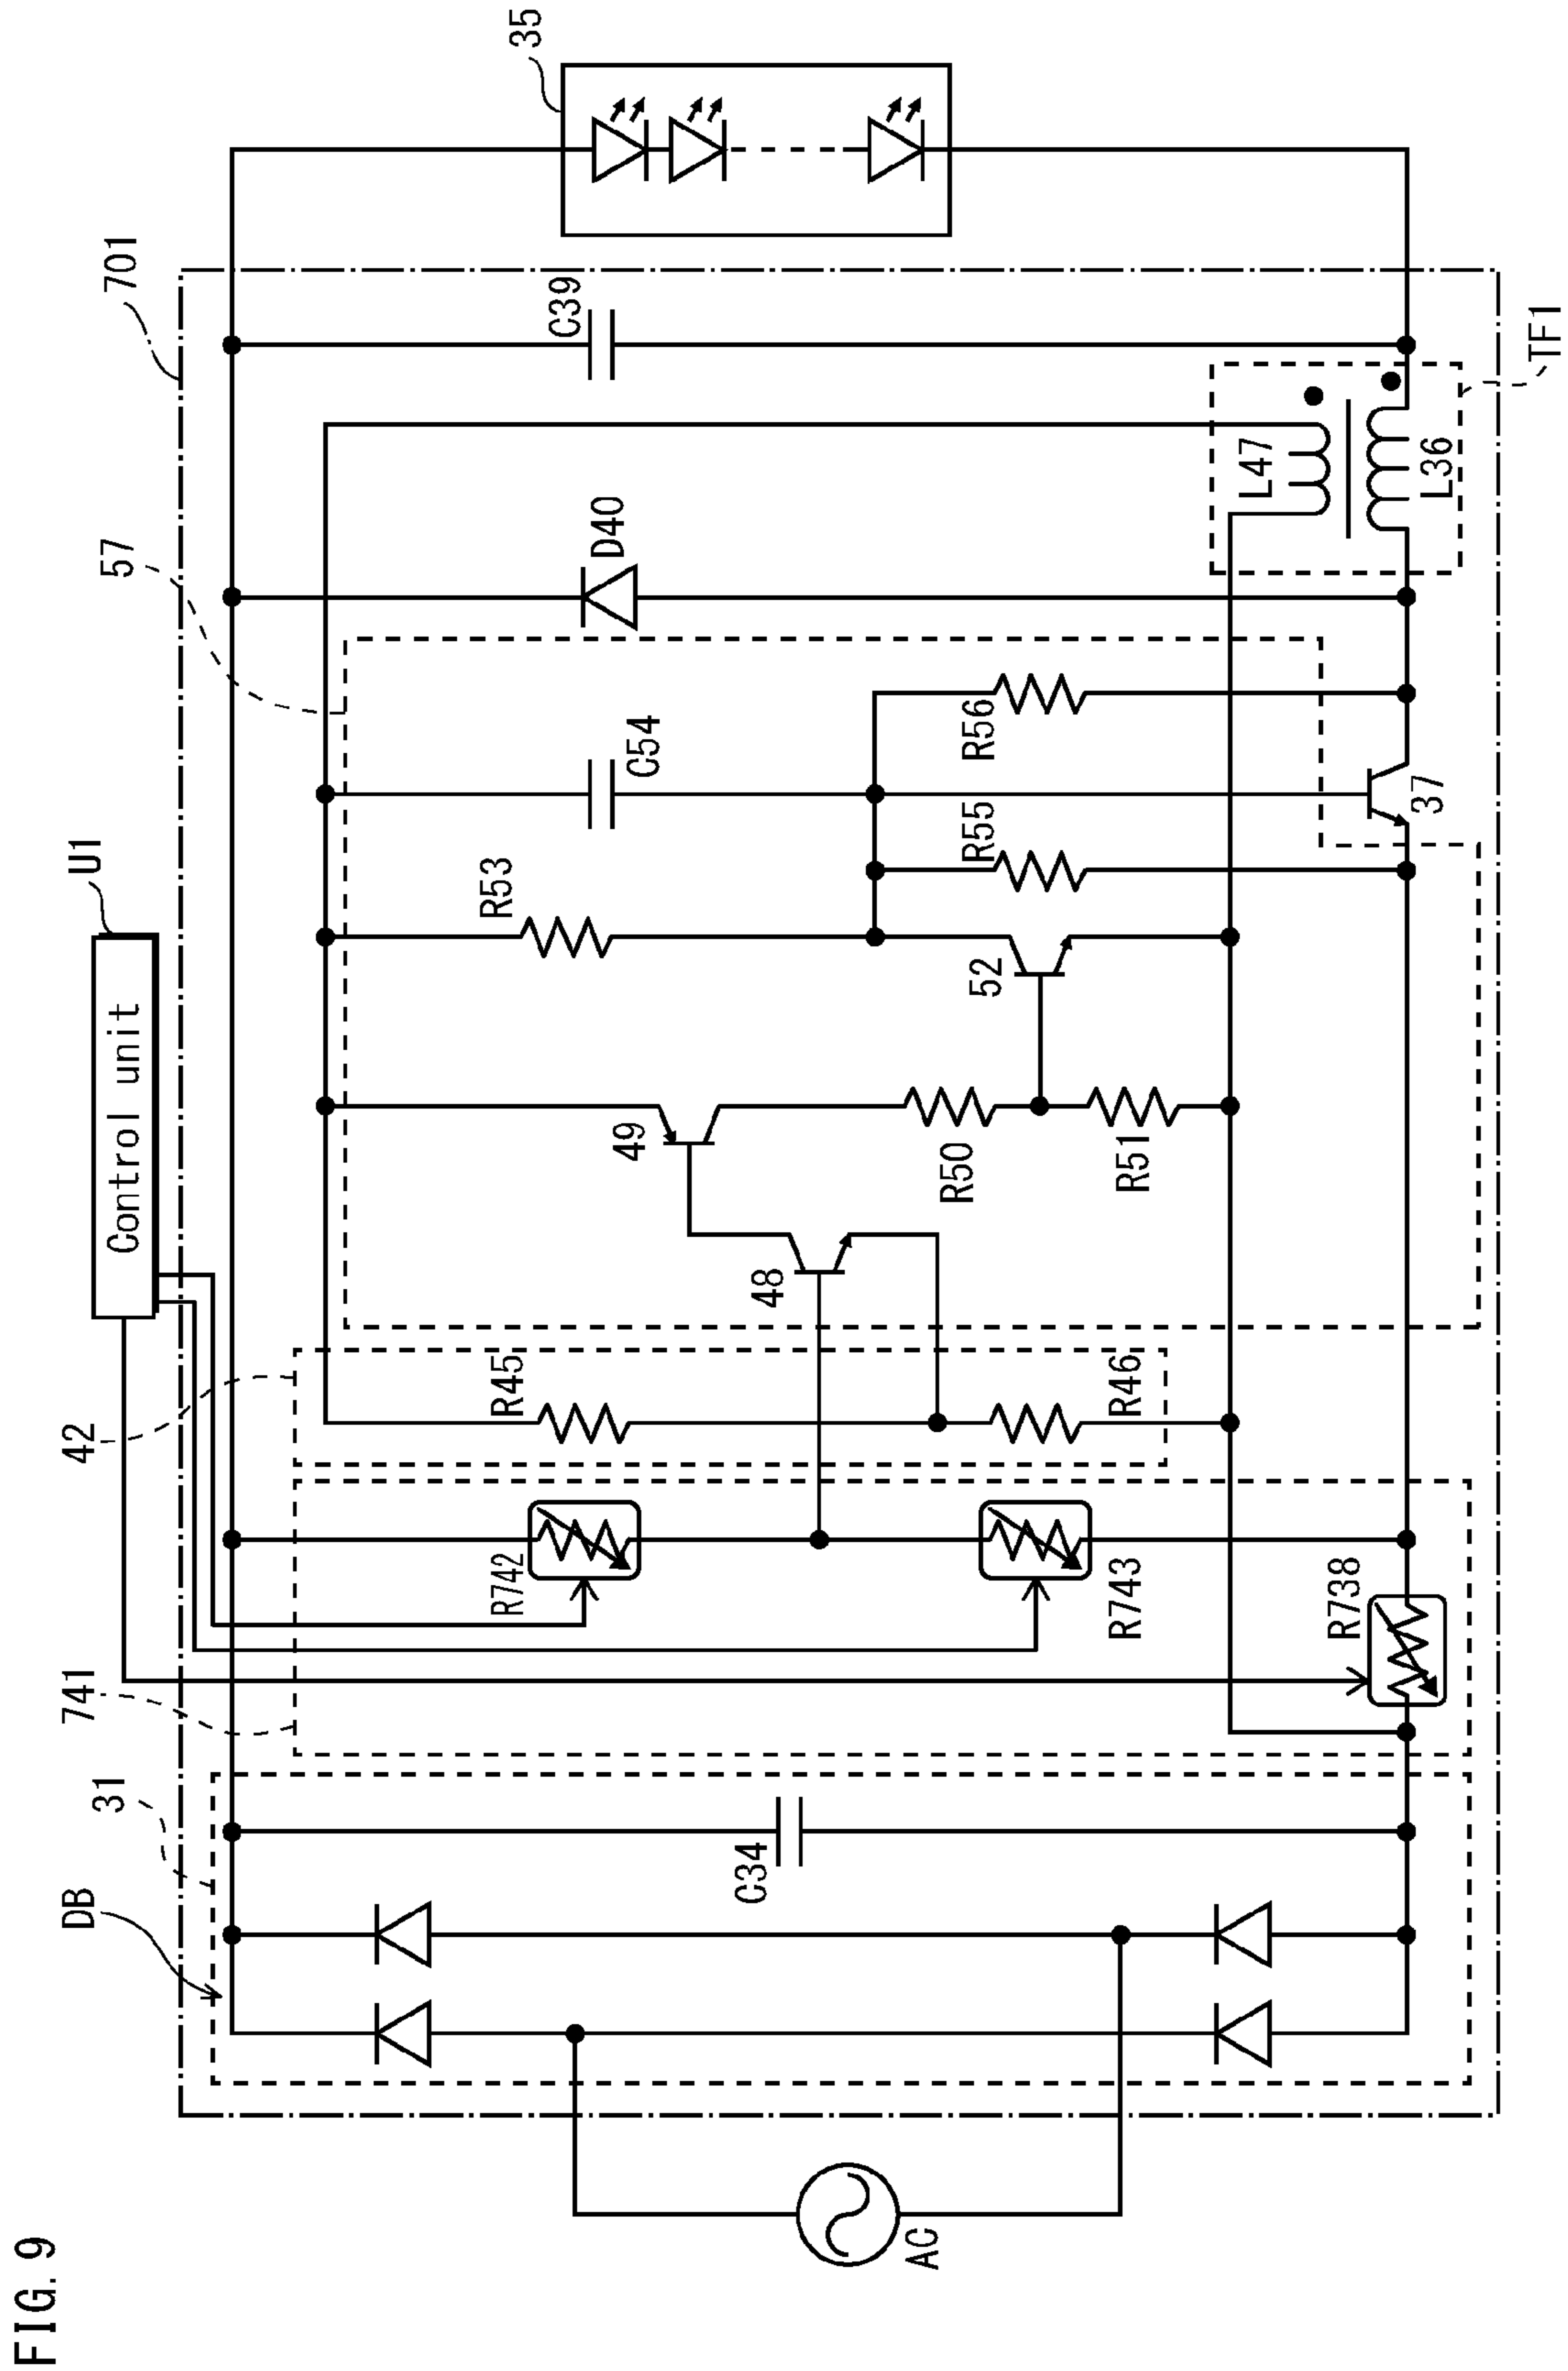 FIG. 9
Control unit
U1
701
57
42
741
31
DB
35
C39
D40
C54
R53
R56
R55
37
52
49
48
R50
R51
R45
R46
R742
R743
R738
C34
L47
L36
TF1
AC